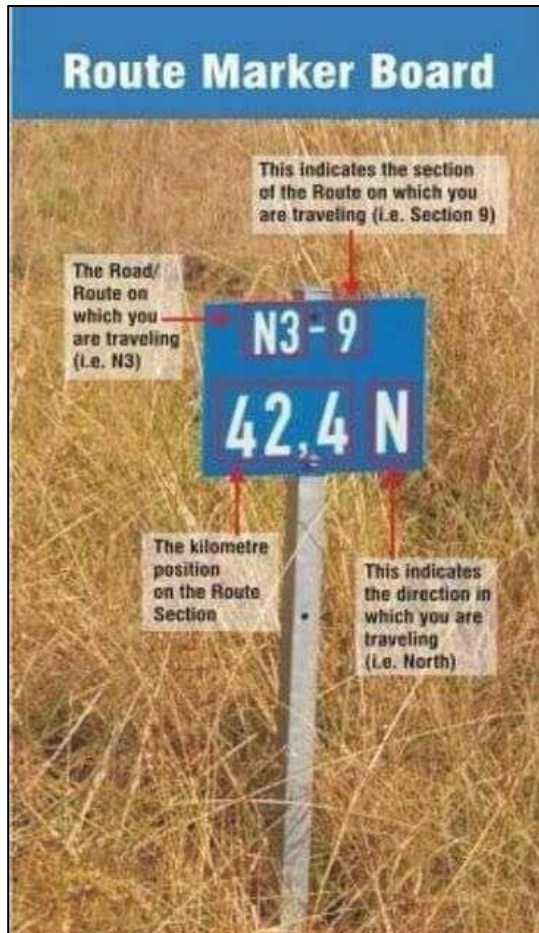 Route Marker Board
This indicates the section
of the Route on which you
are traveling (i.e. Section 9)
The Road/
Route on
which you
are traveling
(i.e. N3)
N3-9
42,4 N
The kilometre
position
on the Route
Section
This indicates
the direction in
which you are
traveling
(i.e. North)